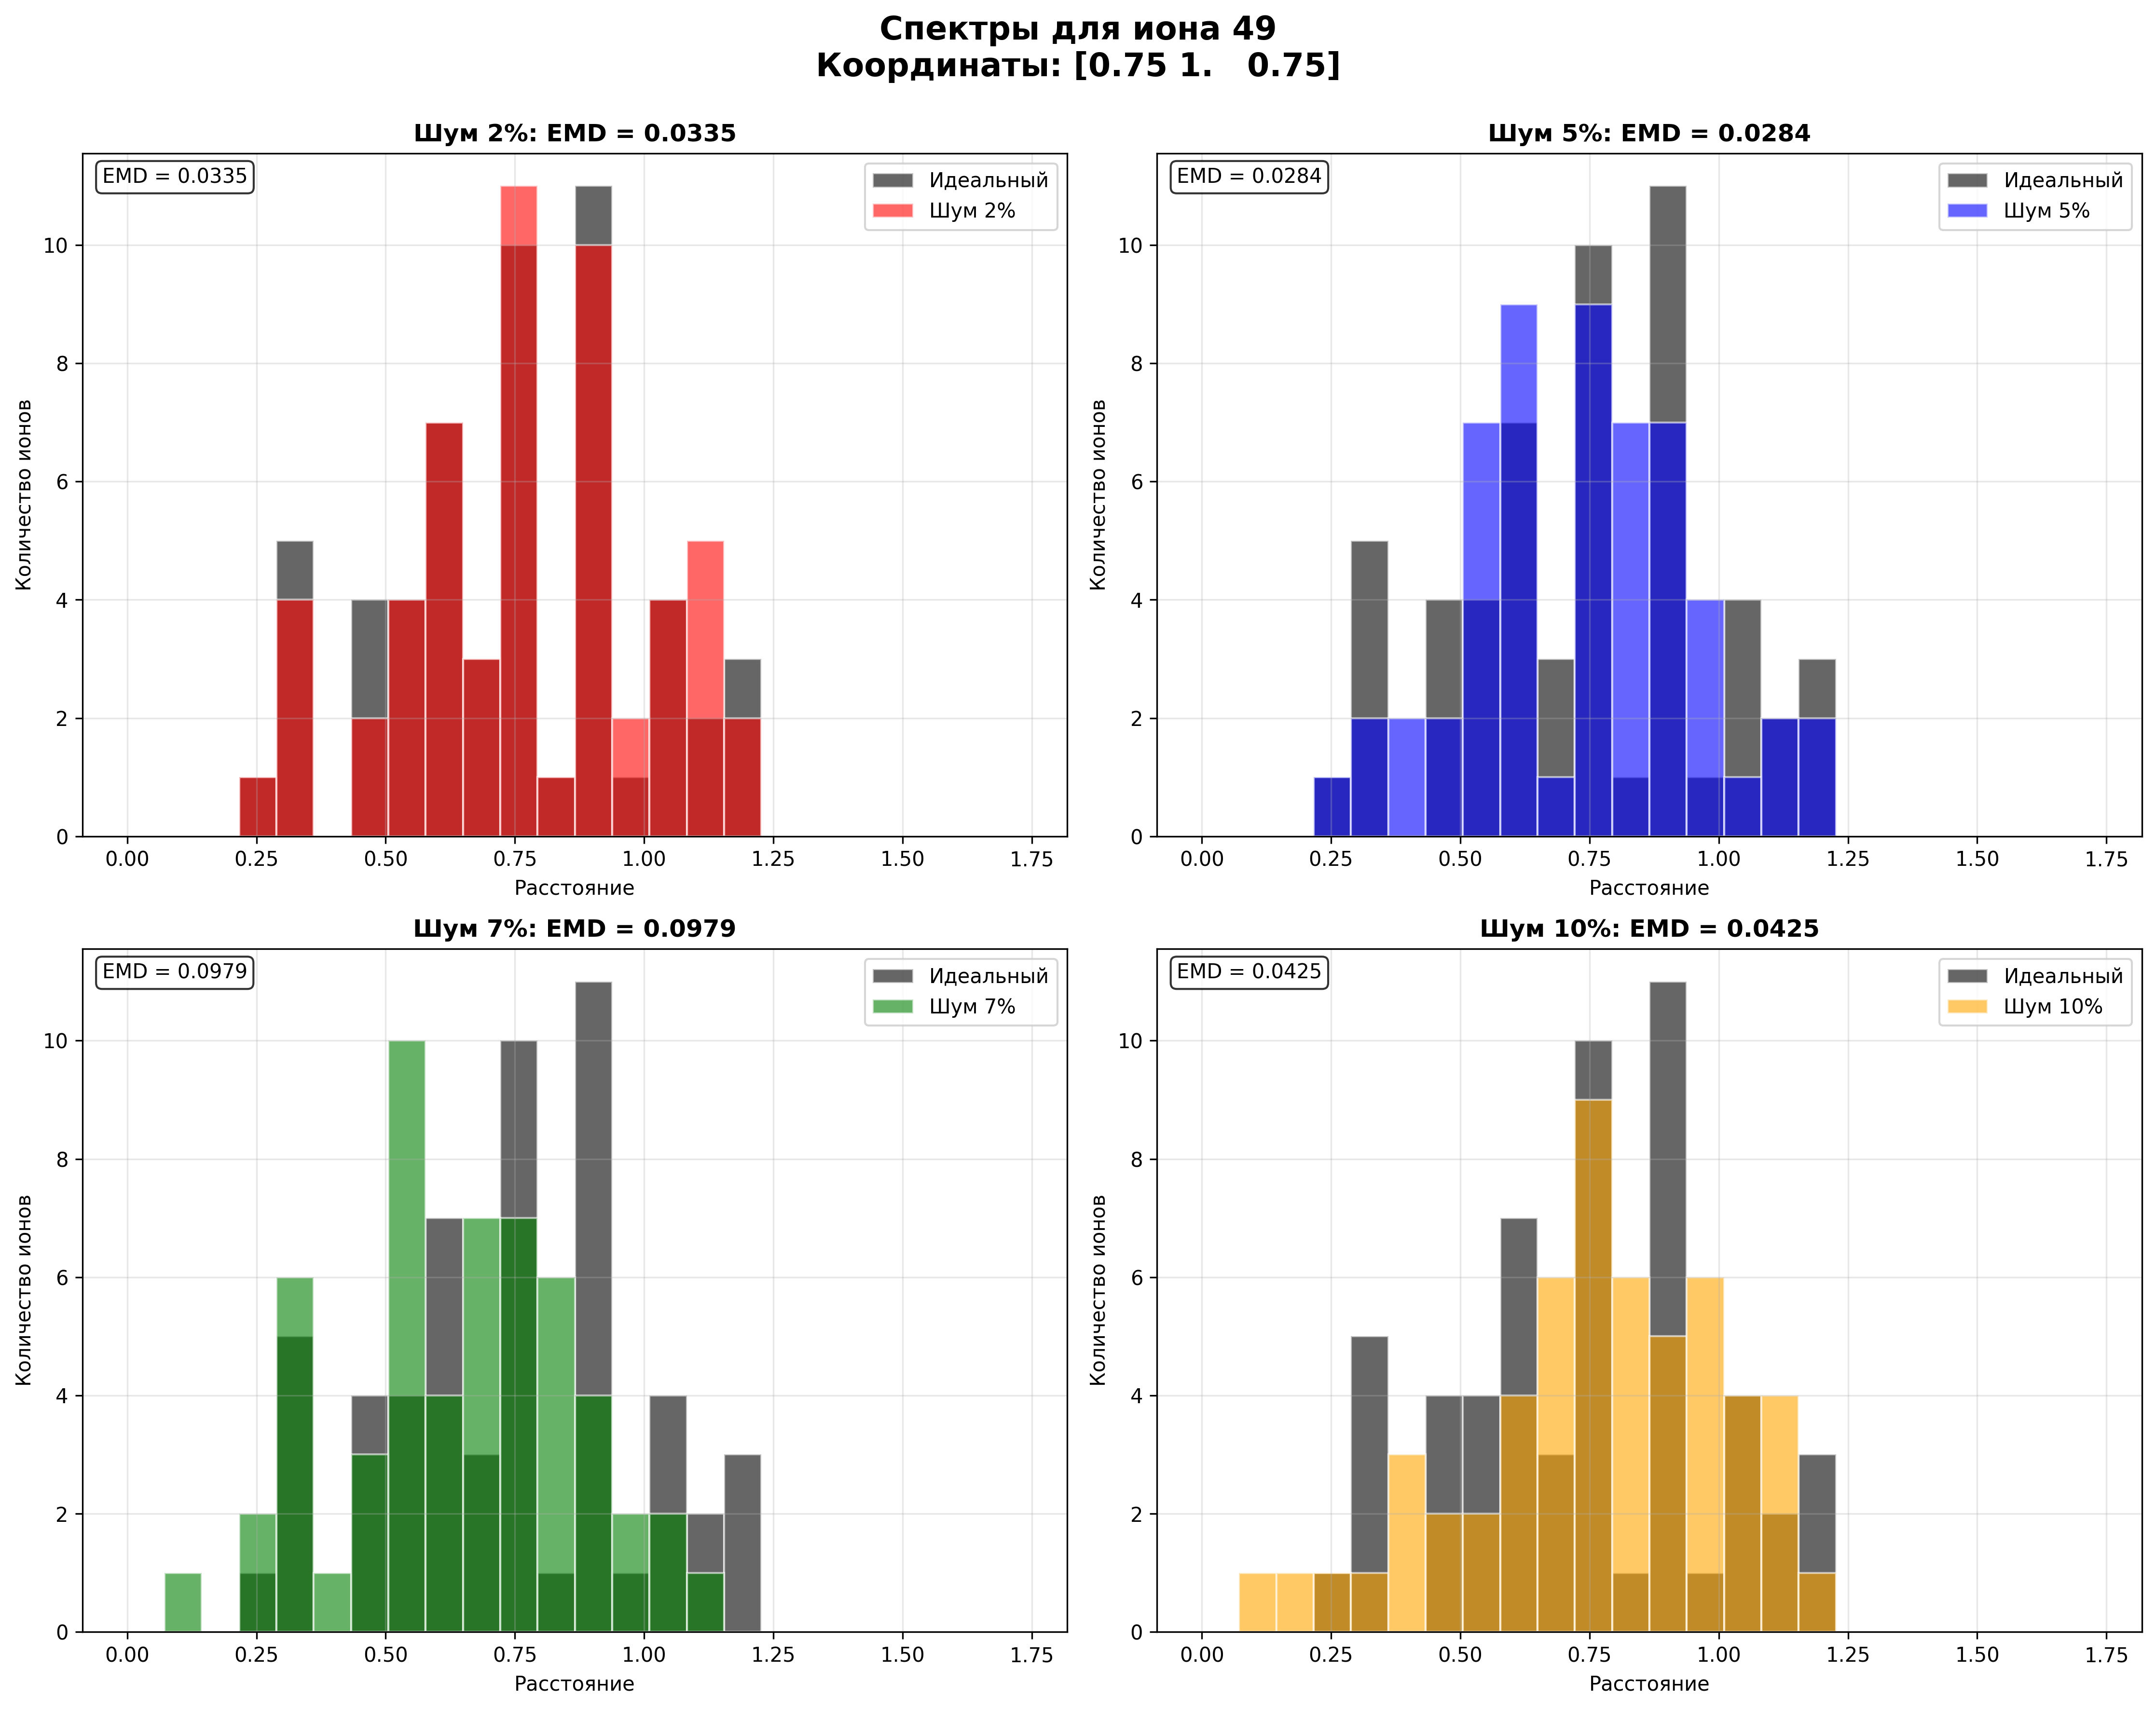 Спектры для иона 49
Координаты: [0.75 1.   0.75]
Шум 2%: EMD = 0.0335
EMD = 0.0335
Идеальный
Шум 2%
Количество ионов
0
2
4
6
8
10
0.00 0.25 0.50 0.75 1.00 1.25 1.50 1.75
Расстояние
Шум 5%: EMD = 0.0284
EMD = 0.0284
Идеальный
Шум 5%
Количество ионов
0
2
4
6
8
10
0.00 0.25 0.50 0.75 1.00 1.25 1.50 1.75
Расстояние
Шум 7%: EMD = 0.0979
EMD = 0.0979
Идеальный
Шум 7%
Количество ионов
0
2
4
6
8
10
0.00 0.25 0.50 0.75 1.00 1.25 1.50 1.75
Расстояние
Шум 10%: EMD = 0.0425
EMD = 0.0425
Идеальный
Шум 10%
Количество ионов
0
2
4
6
8
10
0.00 0.25 0.50 0.75 1.00 1.25 1.50 1.75
Расстояние